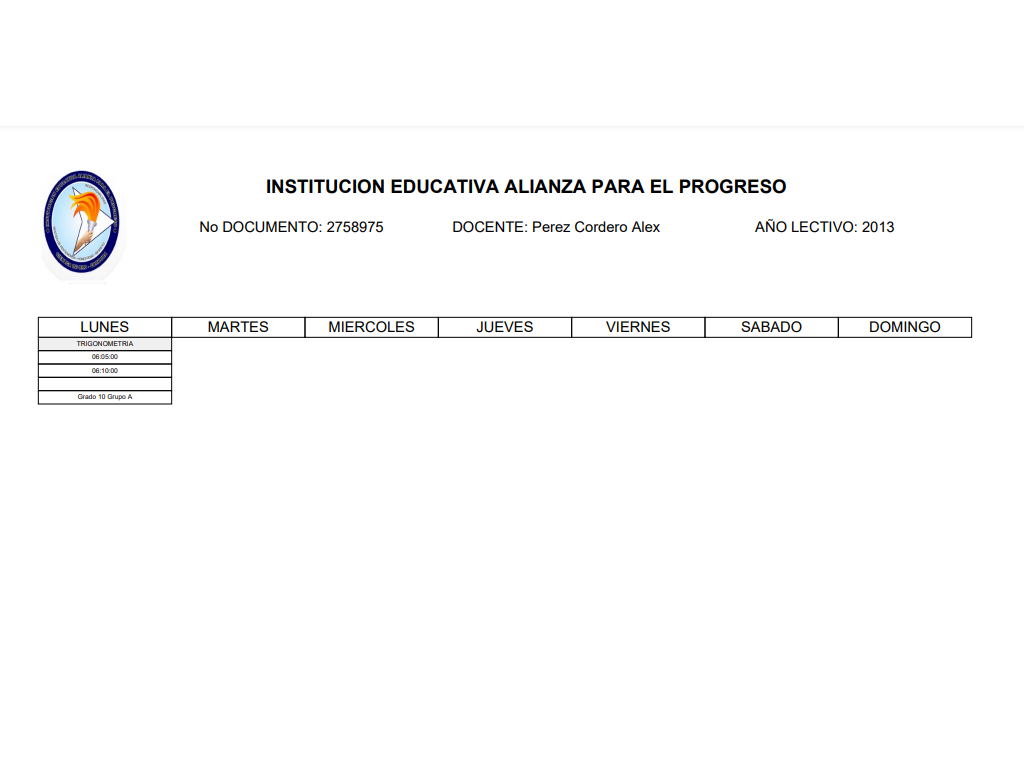 INSTITUCION EDUCATIVA ALIANZA PARA EL PROGRESO
No DOCUMENTO: 2758975 DOCENTE: Perez Cordero Alex AÑO LECTIVO: 2013
LUNES MARTES MIERCOLES JUEVES VIERNES SABADO DOMINGO
TRIGONOMETRIA
06:05:00
06:10:00
Grado 10 Grupo A